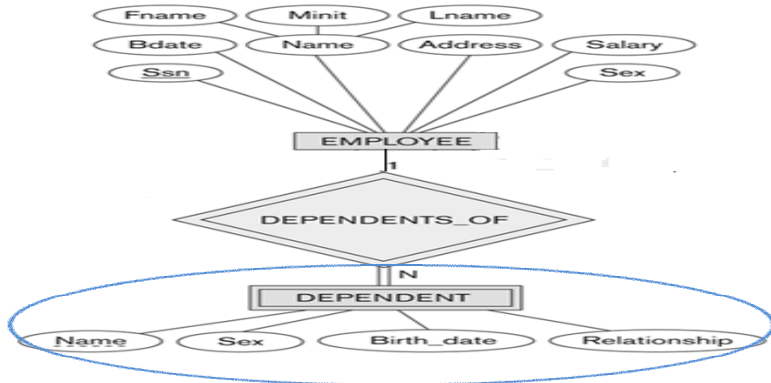 Fname Minit Lname
Bdate Name Address Salary
Ssn Sex
EMPLOYEE
1
DEPENDENTS_OF
N
DEPENDENT
Name Sex Birth_date Relationship